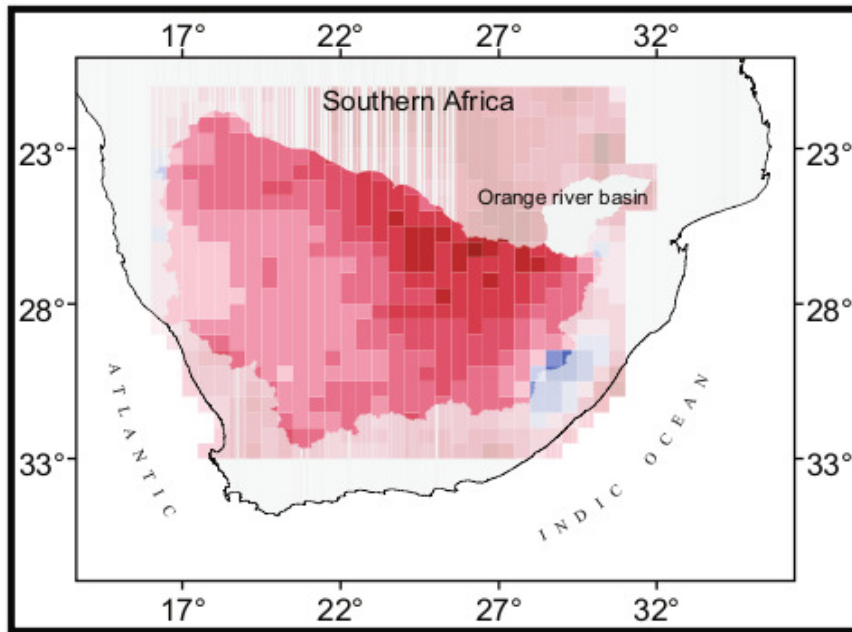 17° 22° 27° 32°
Southern Africa
23° 23°
Orange river basin
28° 28°
ATLANTIC
INDIC OCEAN
33° 33°
17° 22° 27° 32°